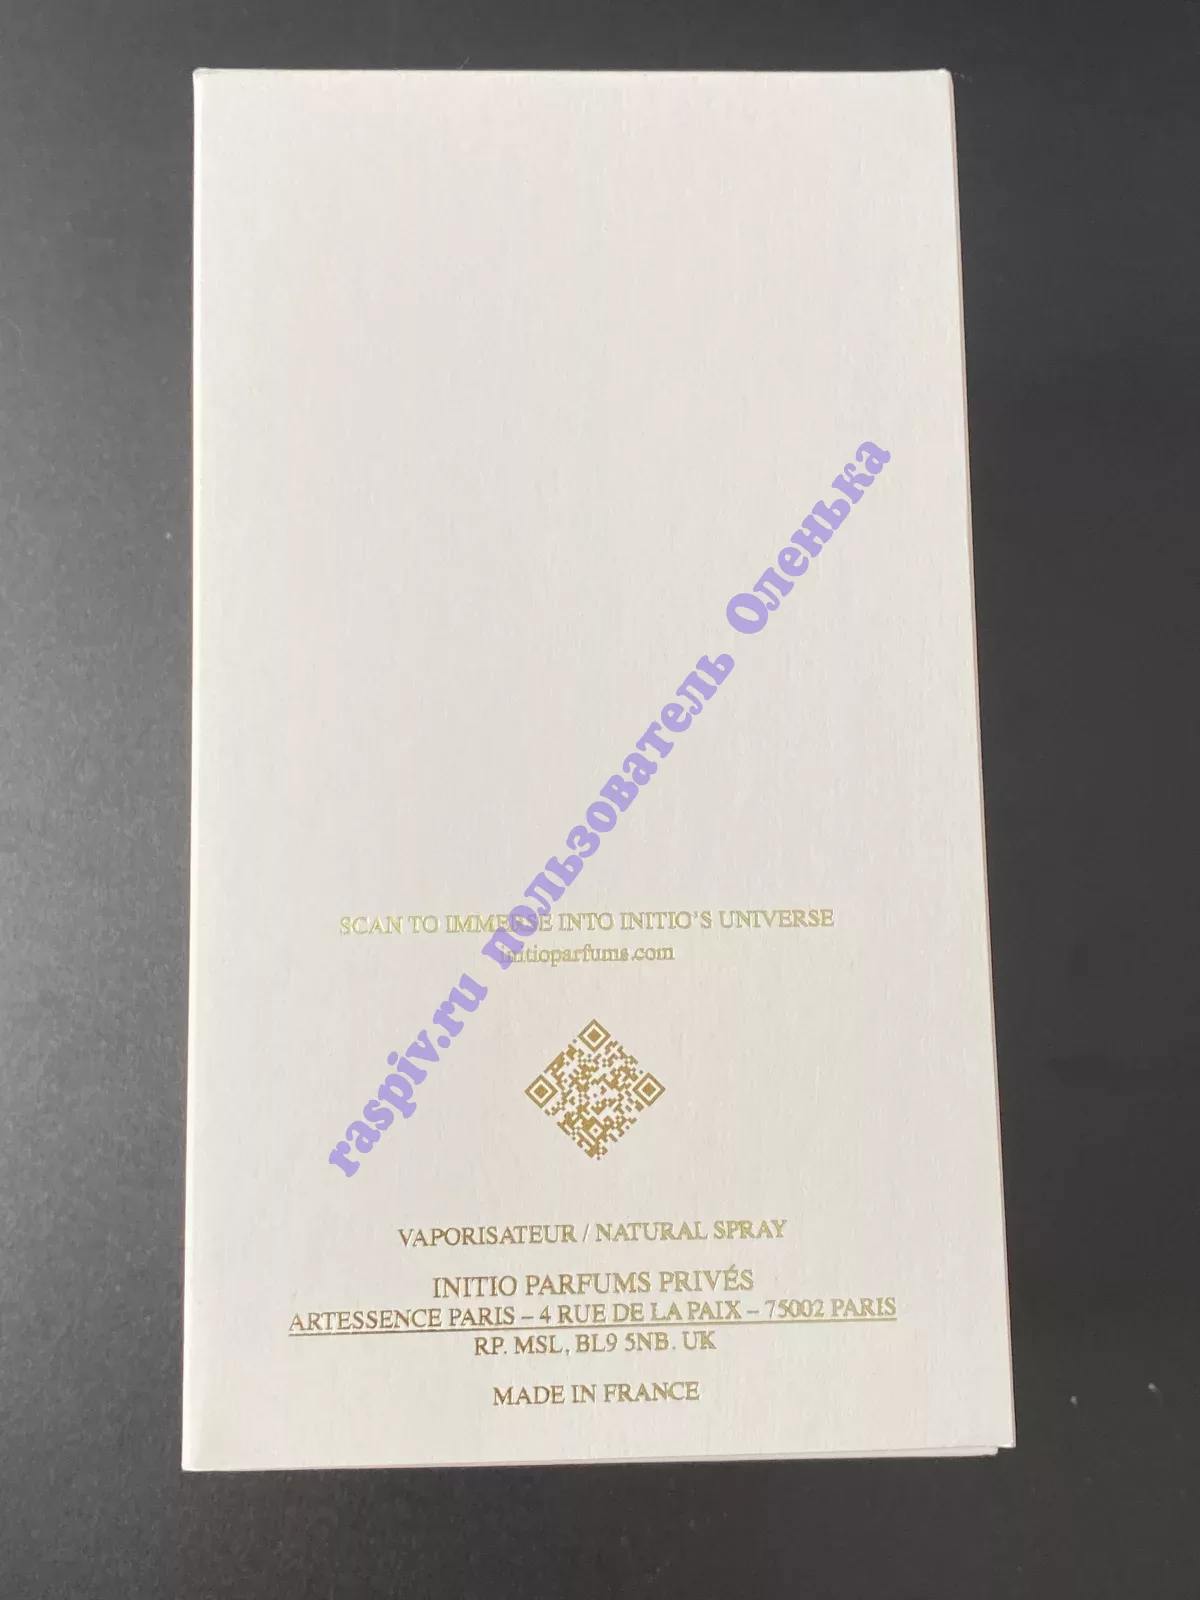 raspiv.ru пользователь Оленька
SCAN TO IMMERSE INTO INITIO'S UNIVERSE
initioparfums.com
VAPORISATEUR / NATURAL SPRAY
INITIO PARFUMS PRIVÉS
ARTESSENCE PARIS – 4 RUE DE LA PAIX – 75002 PARIS
RP. MSL, BL9 5NB. UK
MADE IN FRANCE